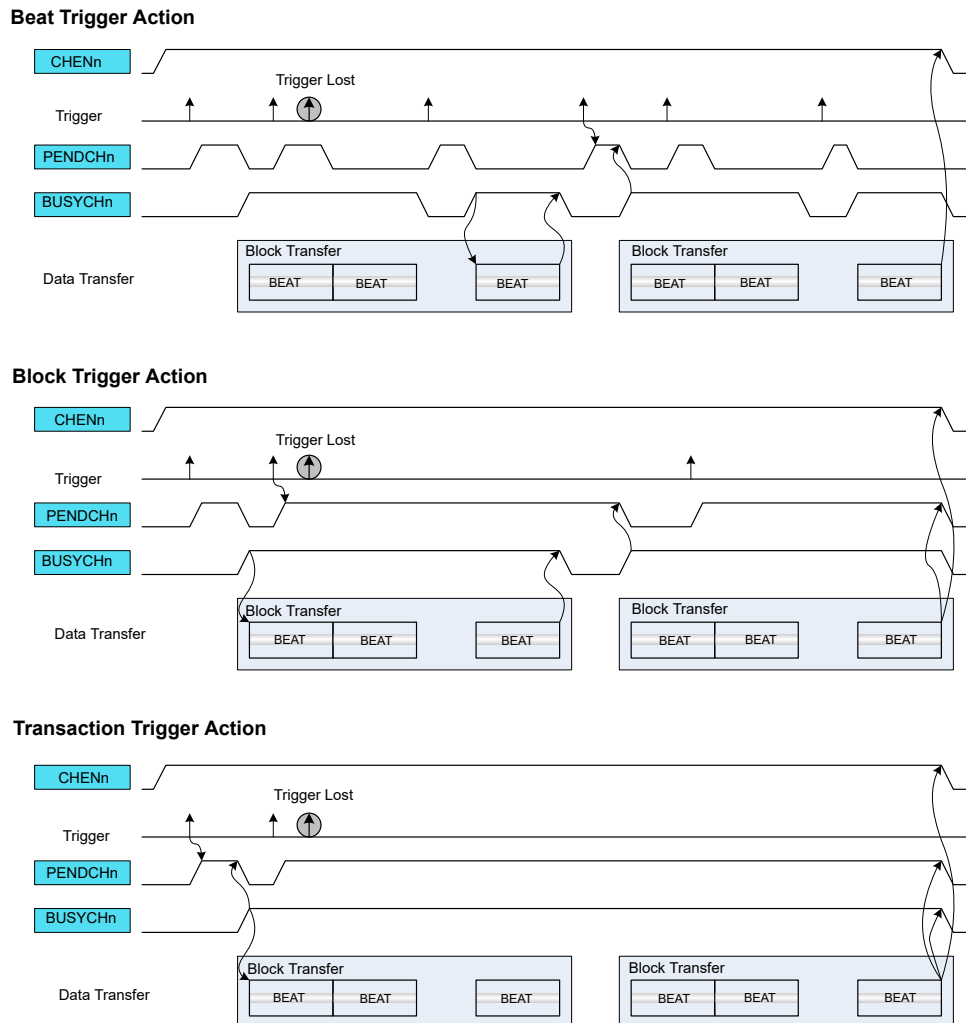 Beat Trigger Action
CHENn
Trigger Lost
Trigger
PENDCHn
BUSYCHn
Block Transfer
Block Transfer
Data Transfer
BEAT
BEAT
BEAT
BEAT
BEAT
BEAT
Block Trigger Action
CHENn
Trigger Lost
Trigger
PENDCHn
BUSYCHn
Block Transfer
Block Transfer
Data Transfer
BEAT
BEAT
BEAT
BEAT
BEAT
BEAT
Transaction Trigger Action
CHENn
Trigger Lost
Trigger
PENDCHn
BUSYCHn
Block Transfer
Block Transfer
Data Transfer
BEAT
BEAT
BEAT
BEAT
BEAT
BEAT